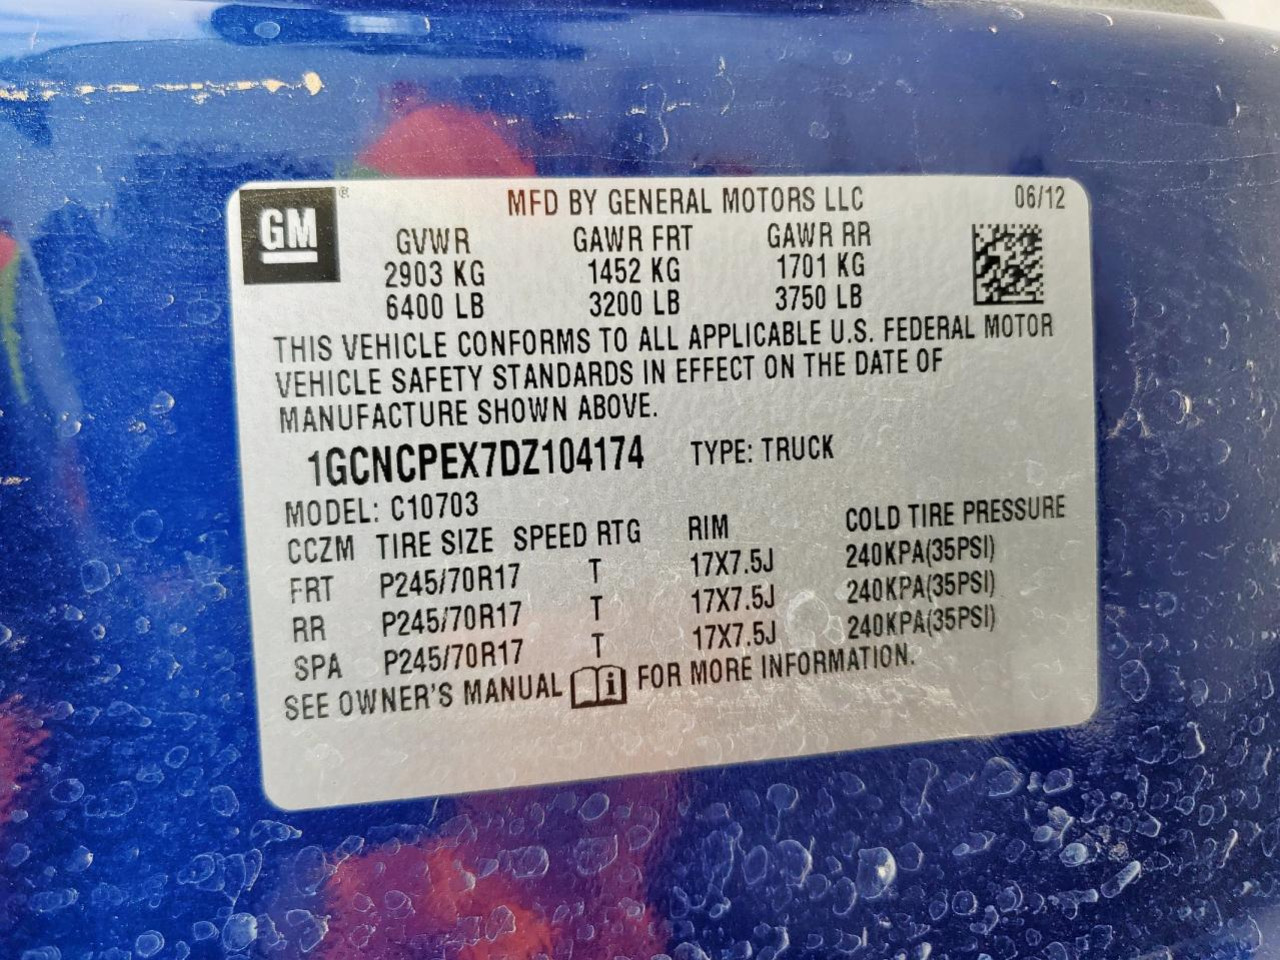 GM ®
MFD BY GENERAL MOTORS LLC 06/12
GVWR GAWR FRT GAWR RR
2903 KG 1452 KG 1701 KG
6400 LB 3200 LB 3750 LB
THIS VEHICLE CONFORMS TO ALL APPLICABLE U.S. FEDERAL MOTOR
VEHICLE SAFETY STANDARDS IN EFFECT ON THE DATE OF
MANUFACTURE SHOWN ABOVE.
1GCNCPEX7DZ104174 TYPE: TRUCK
MODEL: C10703
CCZM TIRE SIZE SPEED RTG RIM COLD TIRE PRESSURE
FRT P245/70R17 T 17X7.5J 240KPA(35PSI)
RR P245/70R17 T 17X7.5J 240KPA(35PSI)
SPA P245/70R17 T 17X7.5J 240KPA(35PSI)
SEE OWNER'S MANUAL i FOR MORE INFORMATION.